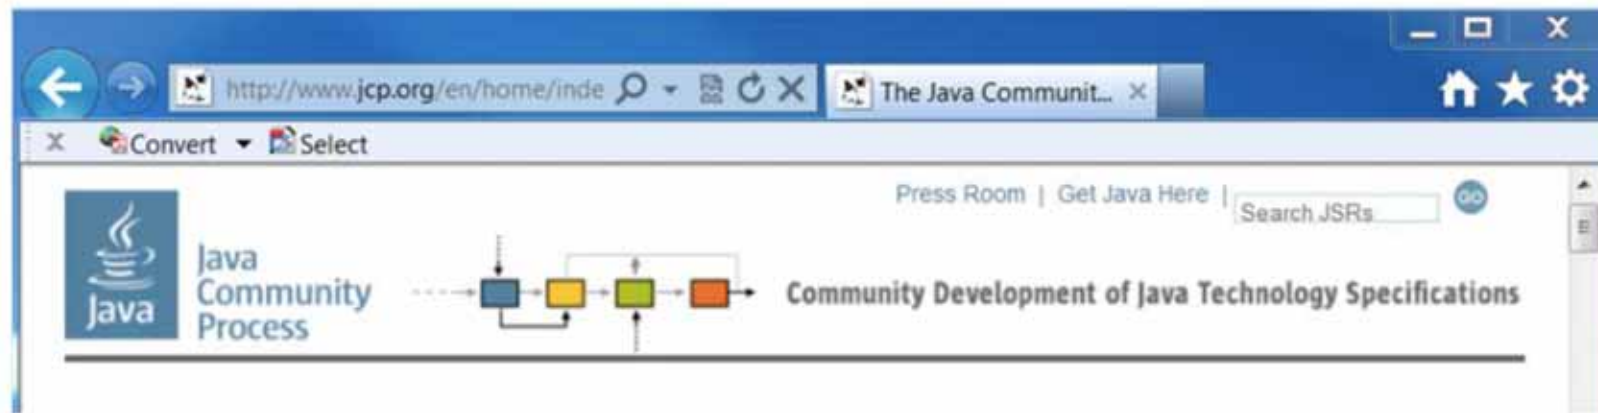 http://www.jcp.org/en/home/inde
The Java Communit...
Convert
Select
Press Room | Get Java Here |
Search JSRs
GO
Java
Java
Community
Process
Community Development of Java Technology Specifications